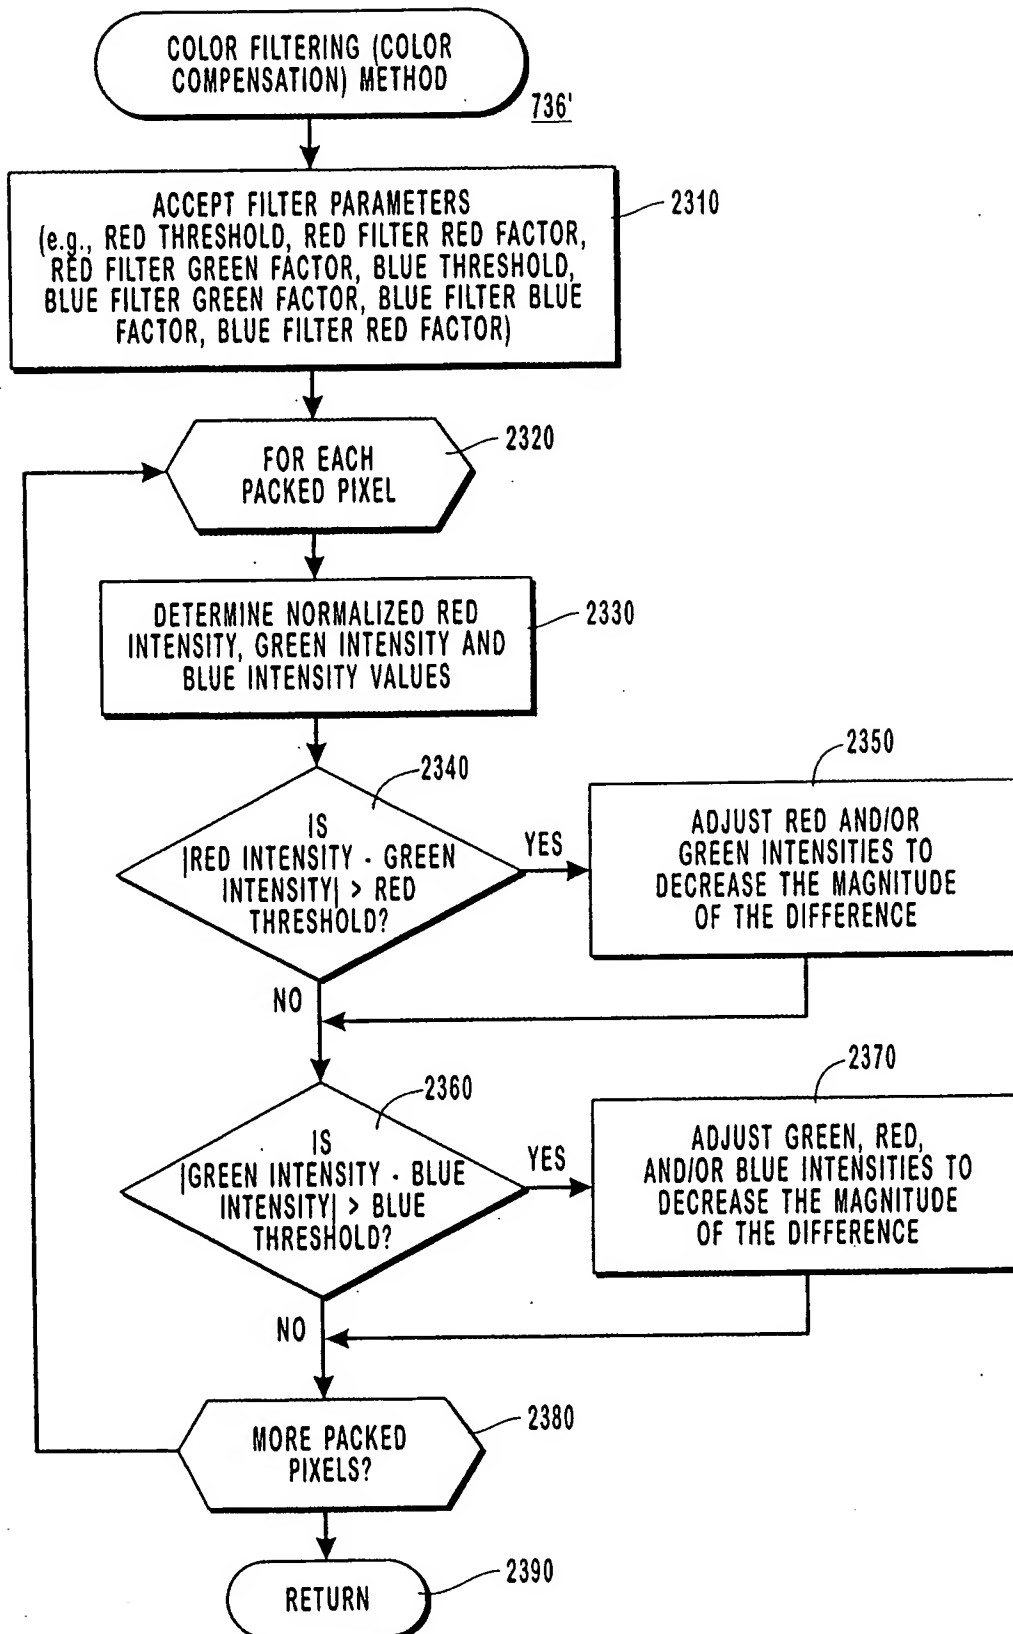 COLOR FILTERING (COLOR
COMPENSATION) METHOD
736'
ACCEPT FILTER PARAMETERS
(e.g., RED THRESHOLD, RED FILTER RED FACTOR,
RED FILTER GREEN FACTOR, BLUE THRESHOLD,
BLUE FILTER GREEN FACTOR, BLUE FILTER BLUE
FACTOR, BLUE FILTER RED FACTOR)
2310
FOR EACH
PACKED PIXEL
2320
DETERMINE NORMALIZED RED
INTENSITY, GREEN INTENSITY AND
BLUE INTENSITY VALUES
2330
2340
IS
|RED INTENSITY - GREEN
INTENSITY| > RED
THRESHOLD?
YES
NO
2350
ADJUST RED AND/OR
GREEN INTENSITIES TO
DECREASE THE MAGNITUDE
OF THE DIFFERENCE
2360
IS
|GREEN INTENSITY - BLUE
INTENSITY| > BLUE
THRESHOLD?
YES
NO
2370
ADJUST GREEN, RED,
AND/OR BLUE INTENSITIES TO
DECREASE THE MAGNITUDE
OF THE DIFFERENCE
MORE PACKED
PIXELS?
2380
RETURN
2390